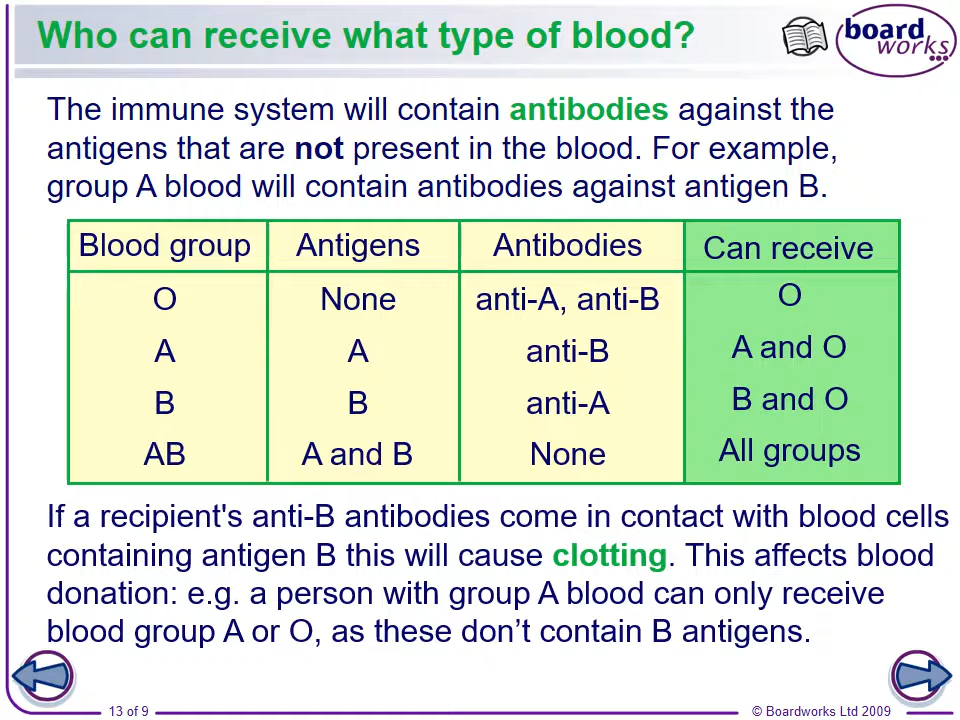 Who can receive what type of blood?
board
works
The immune system will contain antibodies against the
antigens that are not present in the blood. For example,
group A blood will contain antibodies against antigen B.
Blood group Antigens Antibodies Can receive
O None anti-A, anti-B O
A A anti-B A and O
B B anti-A B and O
AB A and B None All groups
If a recipient's anti-B antibodies come in contact with blood cells
containing antigen B this will cause clotting. This affects blood
donation: e.g. a person with group A blood can only receive
blood group A or O, as these don’t contain B antigens.
13 of 9 © Boardworks Ltd 2009